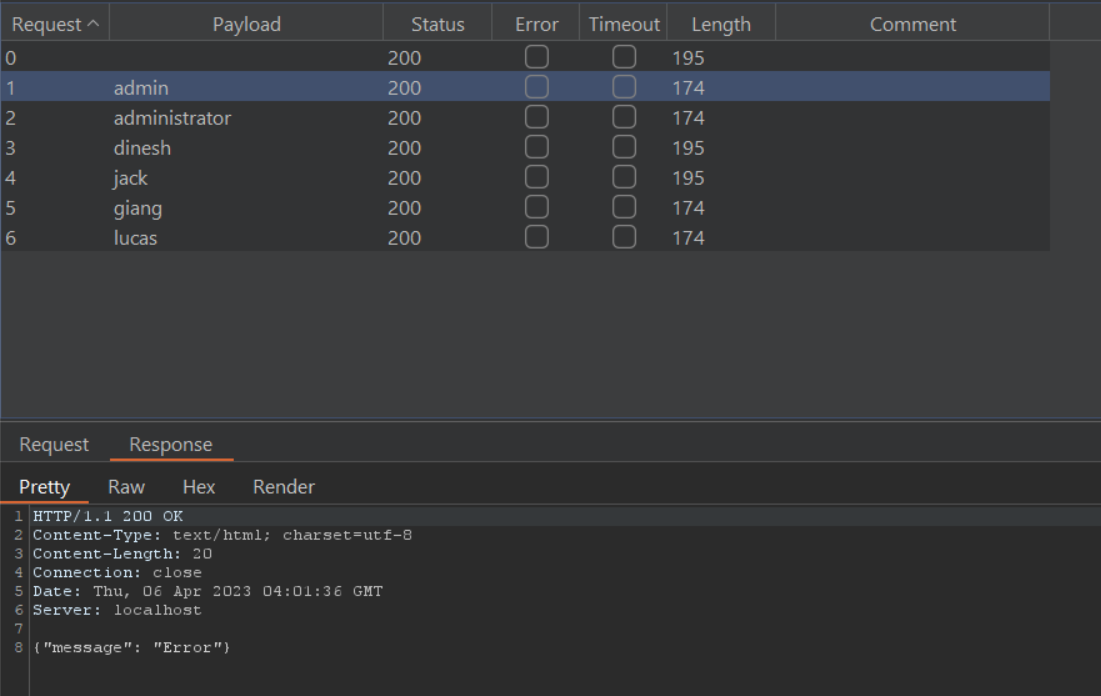 Request Payload Status Error Timeout Length Comment
0 200 195
1 admin 200 174
2 administrator 200 174
3 dinesh 200 195
4 jack 200 195
5 giang 200 174
6 lucas 200 174
Request Response
Pretty Raw Hex Render
1 HTTP/1.1 200 OK
2 Content-Type: text/html; charset=utf-8
3 Content-Length: 20
4 Connection: close
5 Date: Thu, 06 Apr 2023 04:01:36 GMT
6 Server: localhost
7
8 {"message": "Error"}